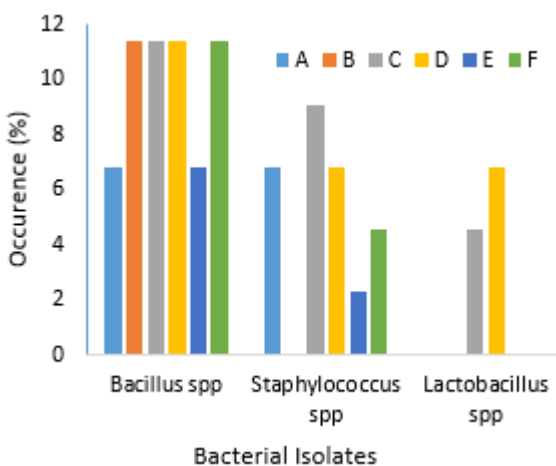 12
10
8
6
4
2
0
Occurence (%)
A B C D E F
Bacillus spp
Staphylococcus
spp
Lactobacillus
spp
Bacterial Isolates